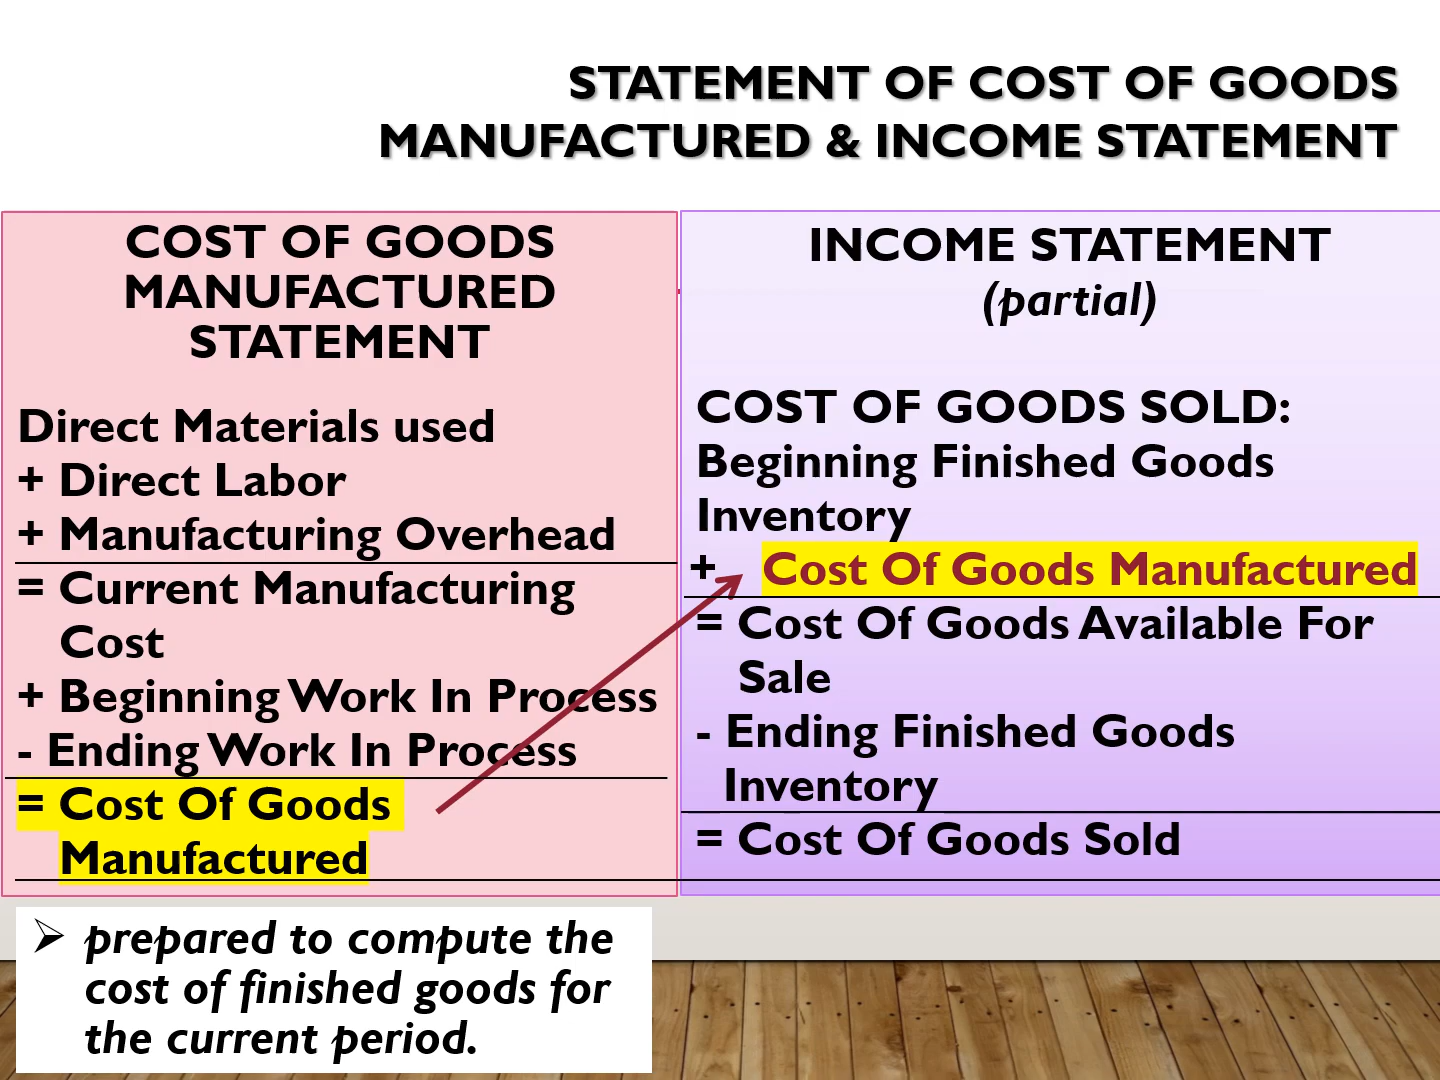 STATEMENT OF COST OF GOODS
MANUFACTURED & INCOME STATEMENT
COST OF GOODS
MANUFACTURED
STATEMENT
Direct Materials used
+ Direct Labor
+ Manufacturing Overhead
= Current Manufacturing
Cost
+ Beginning Work In Process
- Ending Work In Process
= Cost Of Goods
Manufactured
INCOME STATEMENT
(partial)
COST OF GOODS SOLD:
Beginning Finished Goods
Inventory
+ Cost Of Goods Manufactured
= Cost Of Goods Available For
Sale
- Ending Finished Goods
Inventory
= Cost Of Goods Sold
➢ prepared to compute the
cost of finished goods for
the current period.